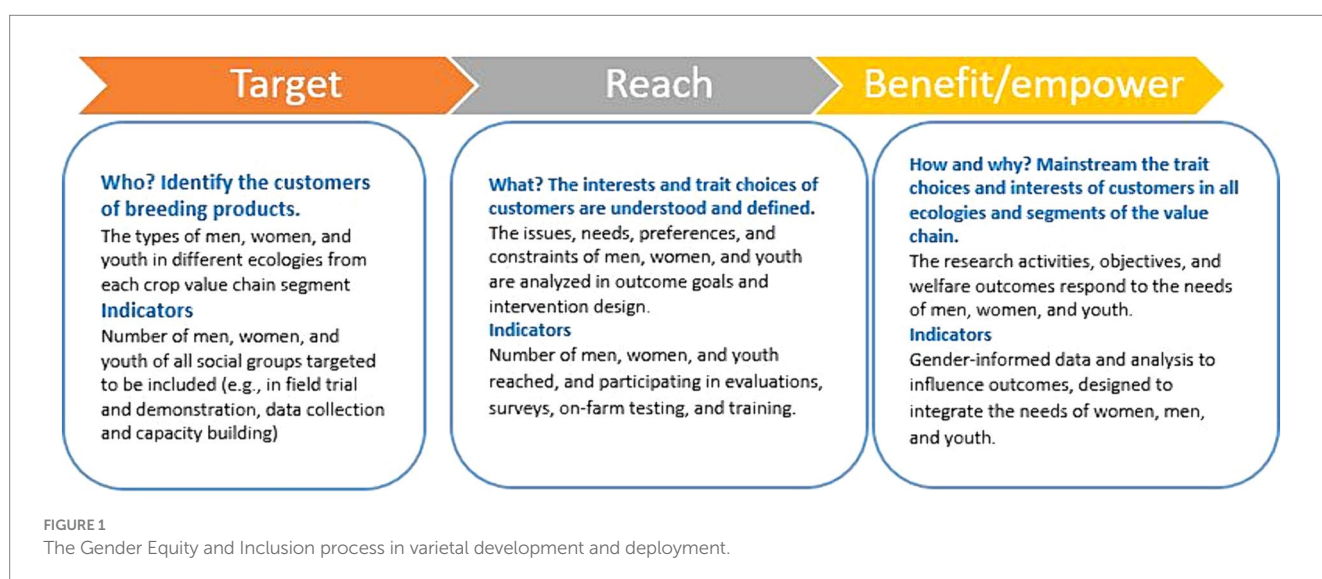 Target
Reach
Benefit/empower
Who? Identify the customers
of breeding products.
The types of men, women, and
youth in different ecologies from
each crop value chain segment
Indicators
Number of men, women, and
youth of all social groups targeted
to be included (e.g., in field trial
and demonstration, data collection
and capacity building)
What? The interests and trait choices of
customers are understood and defined.
The issues, needs, preferences, and
constraints of men, women, and youth
are analyzed in outcome goals and
intervention design.
Indicators
Number of men, women, and youth
reached, and participating in evaluations,
surveys, on-farm testing, and training.
How and why? Mainstream the trait
choices and interests of customers in all
ecologies and segments of the value
chain.
The research activities, objectives, and
welfare outcomes respond to the needs
of men, women, and youth.
Indicators
Gender-informed data and analysis to
influence outcomes, designed to
integrate the needs of women, men,
and youth.
FIGURE 1
The Gender Equity and Inclusion process in varietal development and deployment.